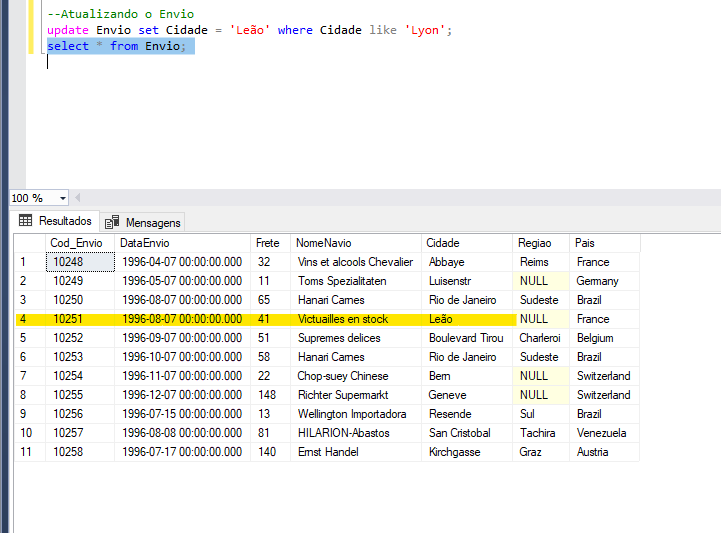 --Atualizando o Envio
update Envio set Cidade = 'Leão' where Cidade like 'Lyon';
select * from Envio;
100 %
Resultados Mensagens
Cod_Envio DataEnvio Frete NomeNavio Cidade Regiao Pais
1 10248 1996-04-07 00:00:00.000 32 Vins et alcools Chevalier Abbaye Reims France
2 10249 1996-05-07 00:00:00.000 11 Toms Spezialitaten Luisenstr NULL Germany
3 10250 1996-08-07 00:00:00.000 65 Hanari Carnes Rio de Janeiro Sudeste Brazil
4 10251 1996-08-07 00:00:00.000 41 Victuailles en stock Leão NULL France
5 10252 1996-09-07 00:00:00.000 51 Supremes delices Boulevard Tirou Charleroi Belgium
6 10253 1996-10-07 00:00:00.000 58 Hanari Carnes Rio de Janeiro Sudeste Brazil
7 10254 1996-11-07 00:00:00.000 22 Chop-suey Chinese Bern NULL Switzerland
8 10255 1996-12-07 00:00:00.000 148 Richter Supermarkt Geneve NULL Switzerland
9 10256 1996-07-15 00:00:00.000 13 Wellington Importadora Resende Sul Brazil
10 10257 1996-08-08 00:00:00.000 81 HILARION-Abastos San Cristobal Tachira Venezuela
11 10258 1996-07-17 00:00:00.000 140 Ernst Handel Kirchgasse Graz Austria